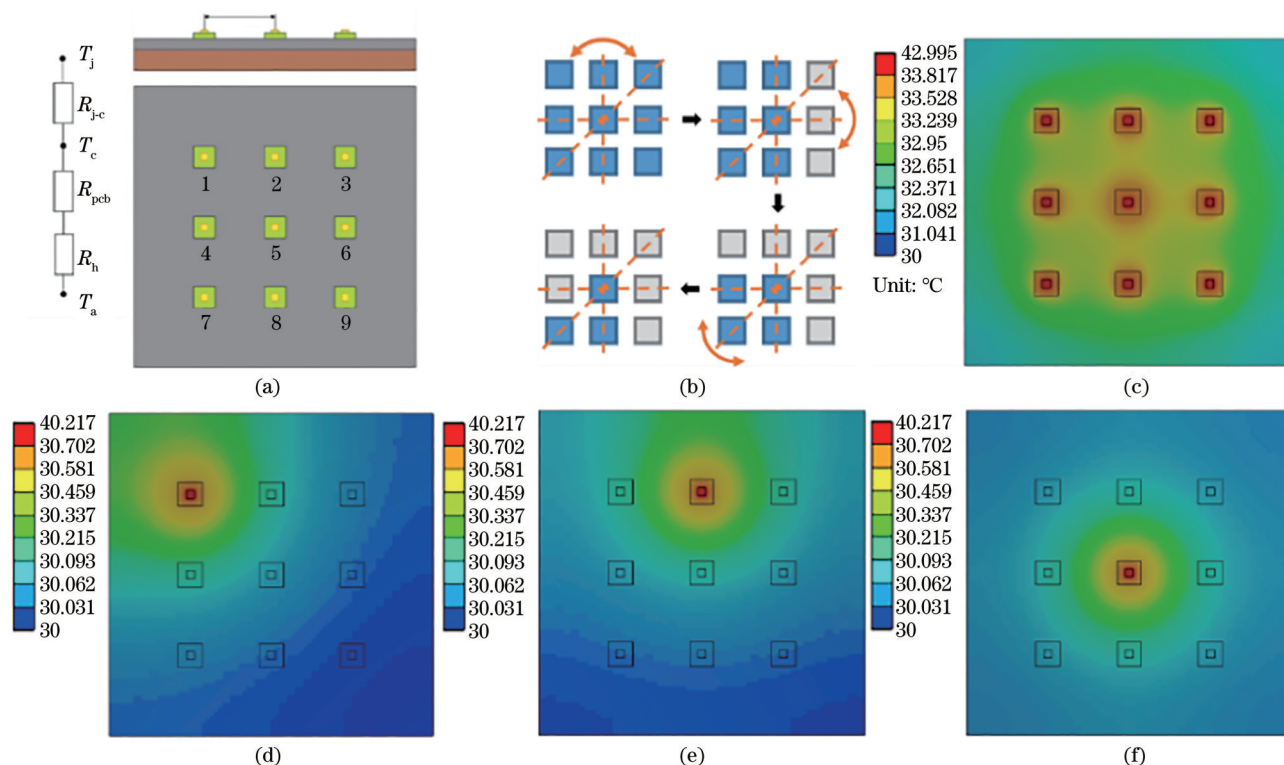 T_j
R_{j-c}
T_c
R_{pcb}
R_h
T_a
1 2 3
4 5 6
7 8 9
(a)
(b)
42.995
33.817
33.528
33.239
32.95
32.651
32.371
32.082
31.041
30
Unit: °C
(c)
40.217
30.702
30.581
30.459
30.337
30.215
30.093
30.062
30.031
30
(d)
40.217
30.702
30.581
30.459
30.337
30.215
30.093
30.062
30.031
30
(e)
40.217
30.702
30.581
30.459
30.337
30.215
30.093
30.062
30.031
30
(f)